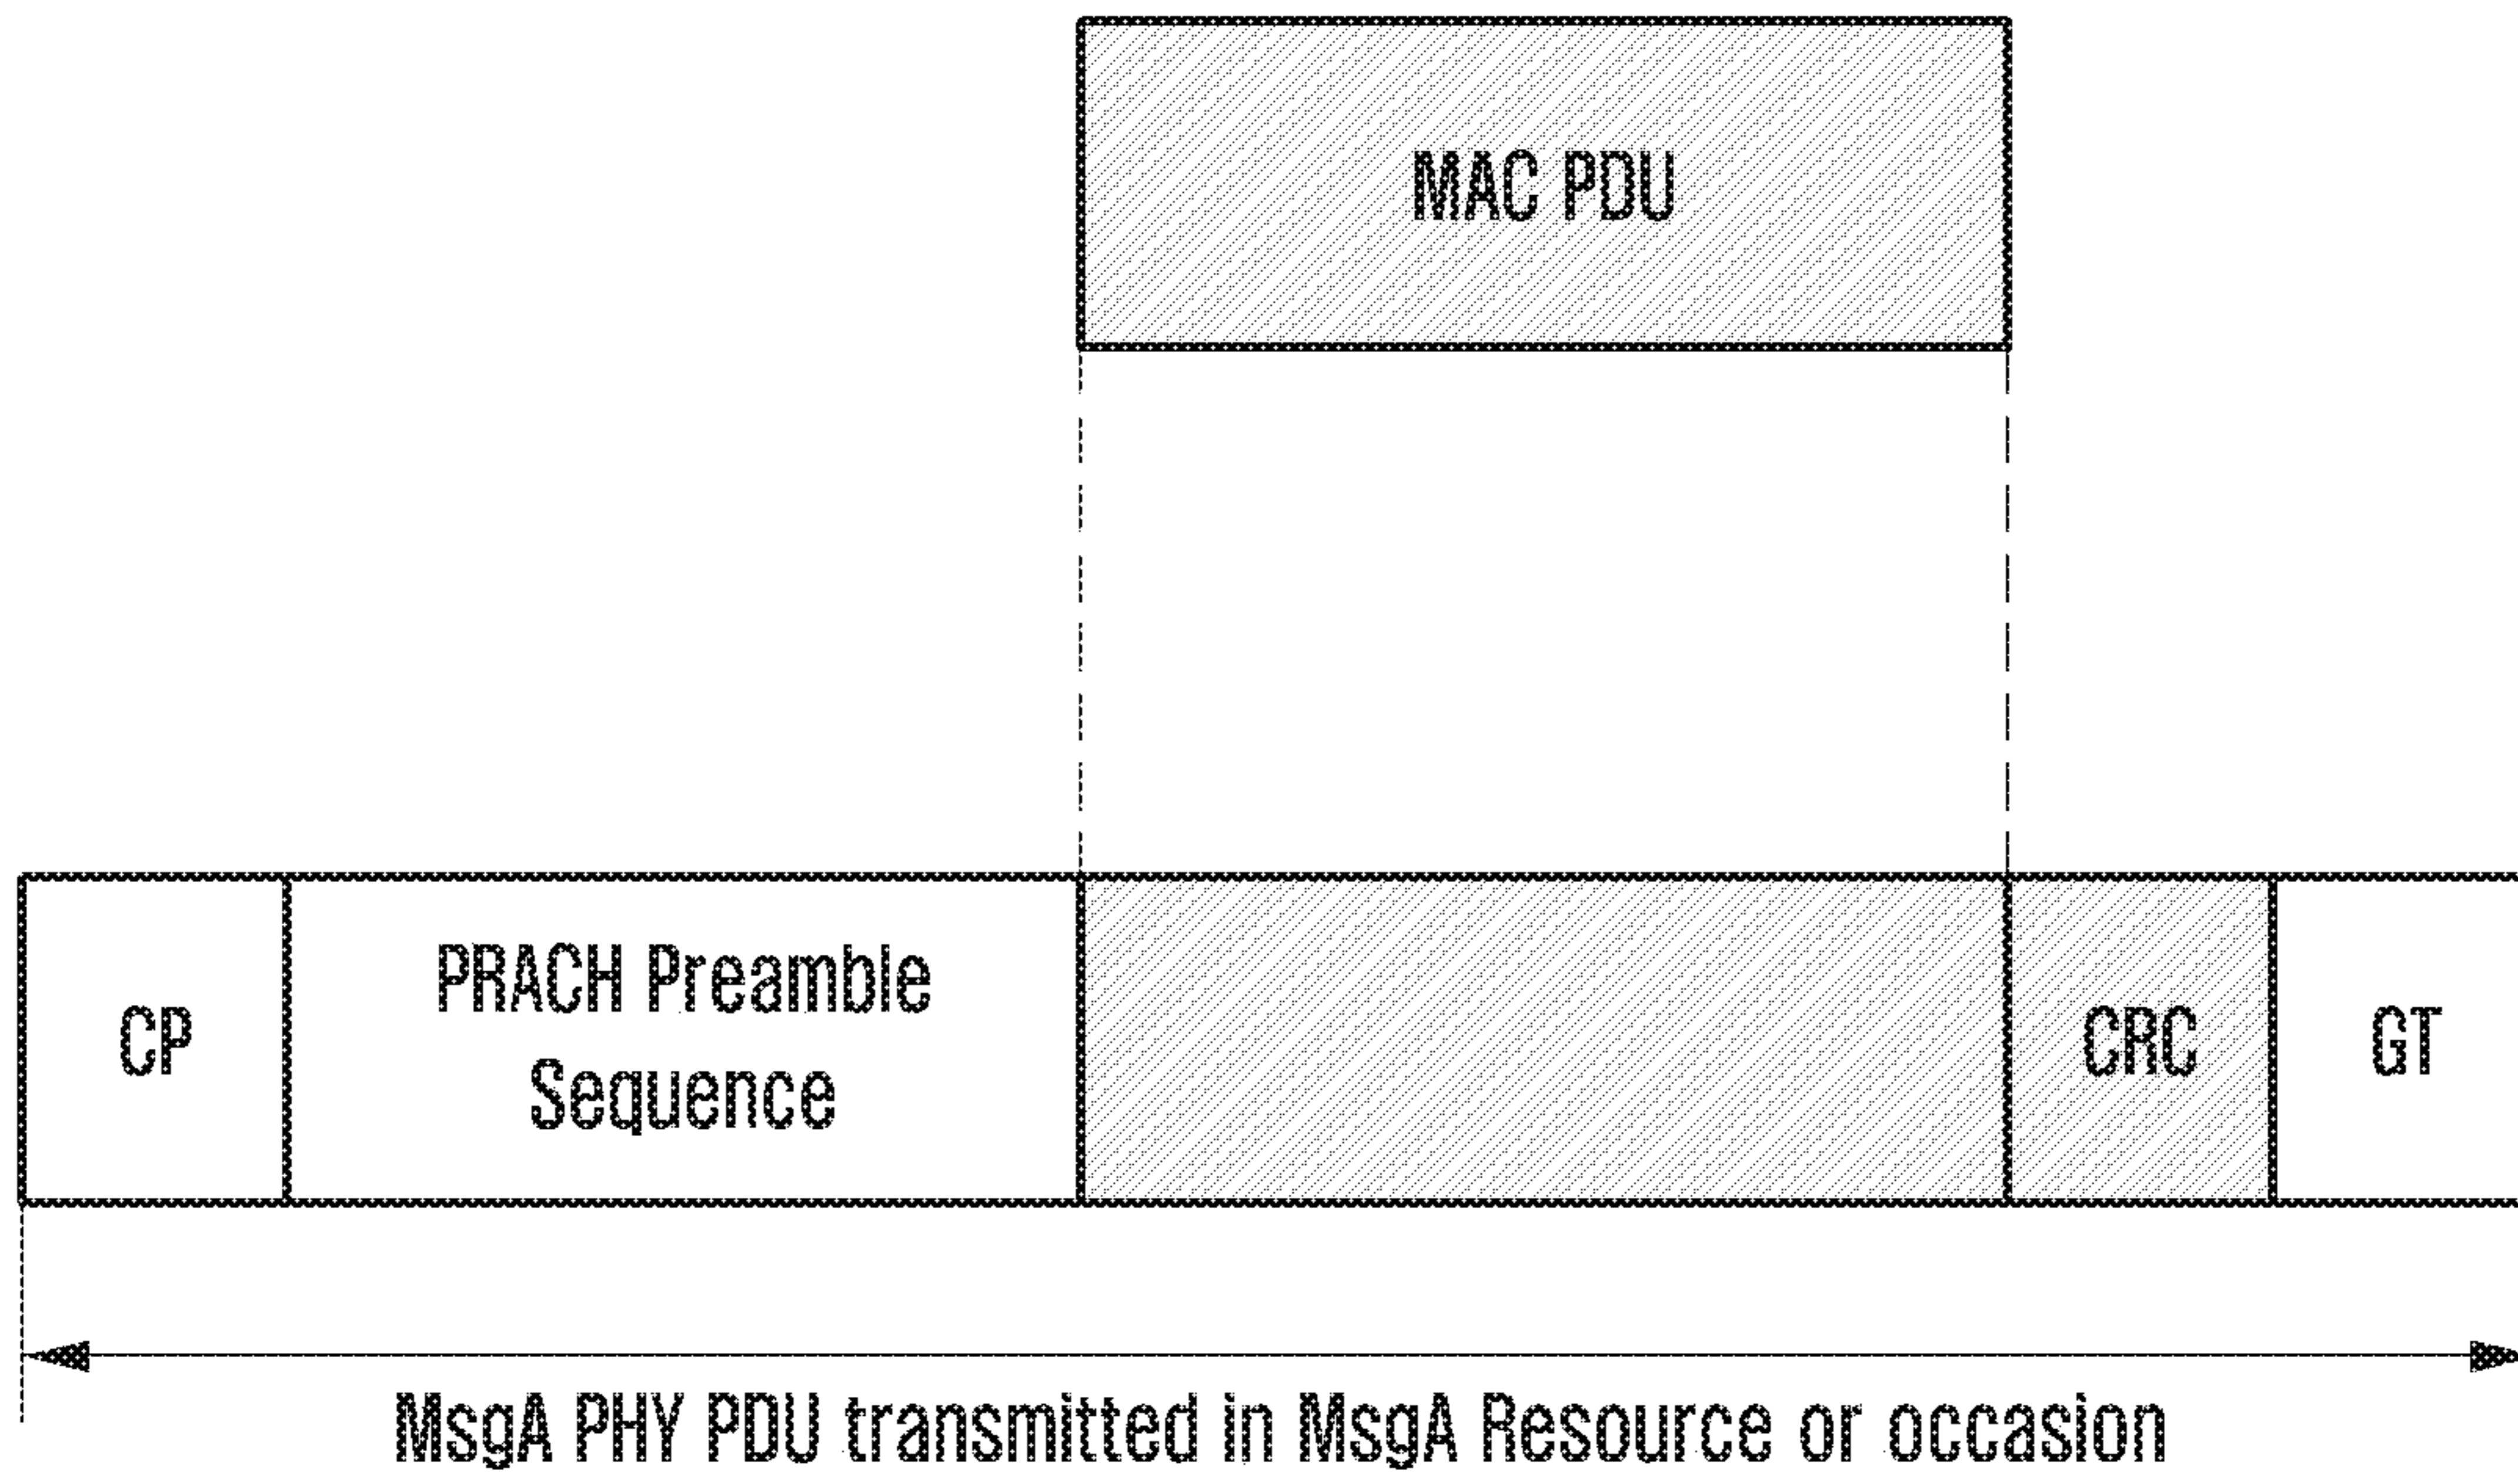 MAC PDU
CP
PRACH Preamble
Sequence
CRC
GT
MsgA PHY PDU transmitted in MsgA Resource or occasion